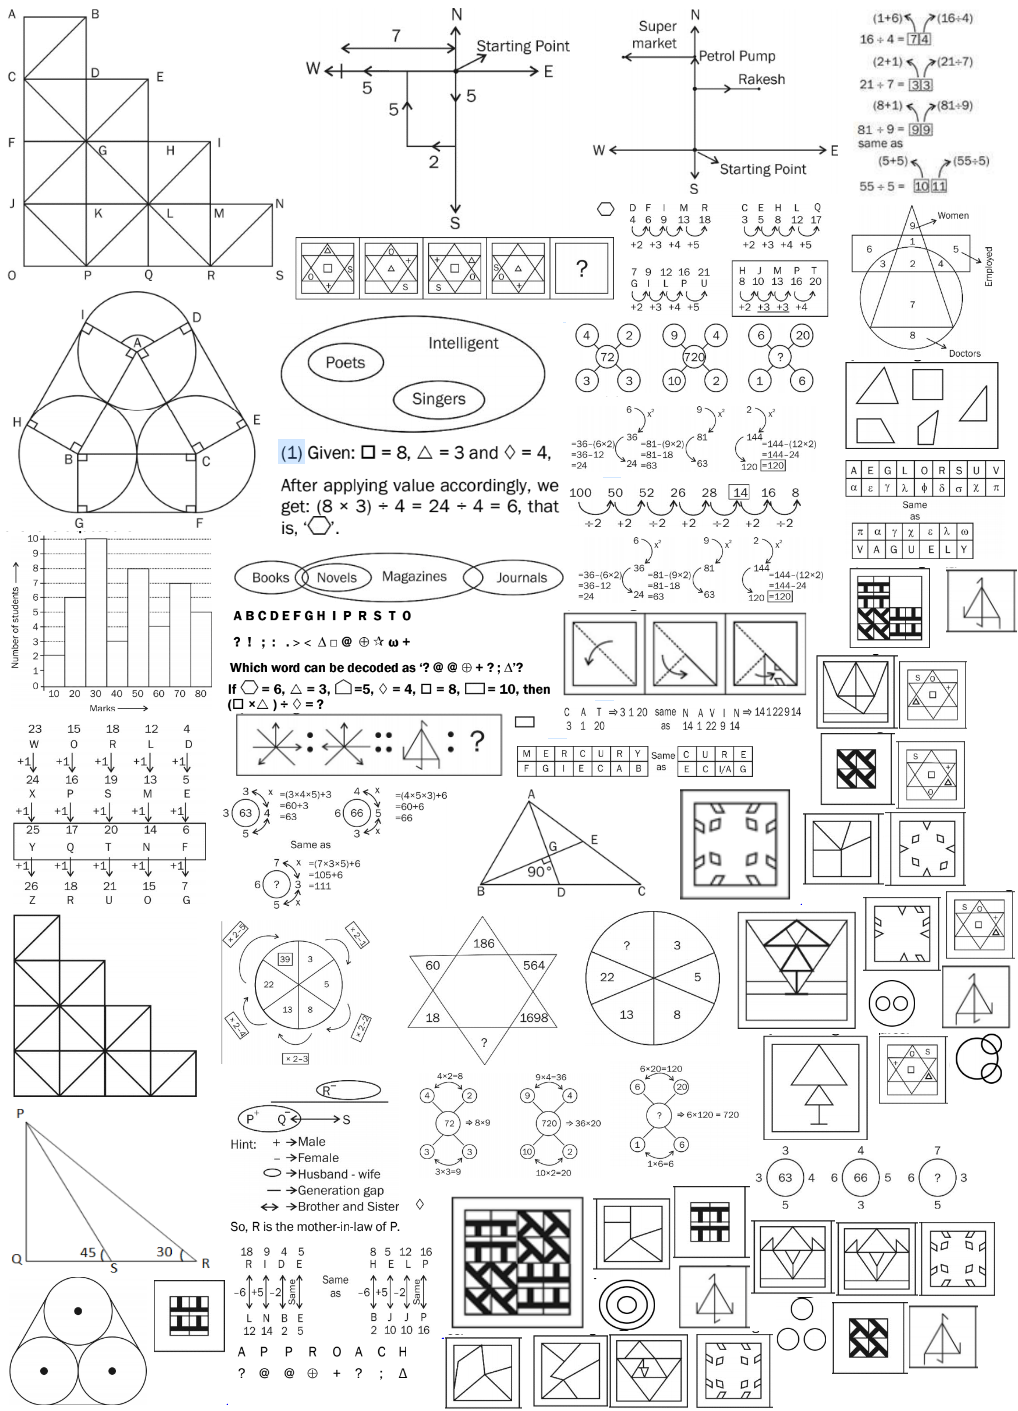 A B
C D E
F G H I
J K L M N
O P Q R S
N
7
Starting Point
W E
5 5
5
2
S
N
Super
market
Petrol Pump
Rakesh
W E
Starting Point
S
(1+6) (16÷4)
16 ÷ 4 = 7 4
(2+1) (21÷7)
21 ÷ 7 = 3 3
(8+1) (81÷9)
81 ÷ 9 = 9 9
same as
(5+5) (55÷5)
55 ÷ 5 = 10 11
D F I M R
4 6 9 13 18
+2 +3 +4 +5
C E H L Q
3 5 8 12 17
+2 +3 +4 +5
7 9 12 16 21
G I L P U
+2 +3 +4 +5
H J M P T
8 10 13 16 20
+2 +3 +3 +4
?
9 Women
1
6 5
3 2 4
Employed
7
8
Doctors
I D
A
H E
B C
G F
Intelligent
Poets
Singers
4 2
72
3 3
9 4
720
10 2
6 20
?
1 6
(1) Given: □ = 8, △ = 3 and ◊ = 4,
After applying value accordingly, we
get: (8 × 3) ÷ 4 = 24 ÷ 4 = 6, that
is, ‘⬡’.
6 x² 9 x² 2 x²
36 81 144
=36–(6×2) =81–(9×2) =144–(12×2)
=36–12 =81–18 =144–24
=24 24 =63 63 120 =120
100 50 52 26 28 14 16 8
÷2 +2 ÷2 +2 ÷2 +2 ÷2
6 x² 9 x² 2 x²
36 81 144
=36–(6×2) =81–(9×2) =144–(12×2)
=36–12 =81–18 =144–24
=24 24 =63 63 120 =120
A E G L O R S U V
α ε γ λ ϕ δ σ χ π
Same
as
π α γ χ ε λ ω
V A G U E L Y
10
9
8
7
6
5
4
3
2
1
0
Number of students
10 20 30 40 50 60 70 80
Marks
Books Novels Magazines Journals
A B C D E F G H I P R S T O
? ! ; : . > < Δ □ @ ⊕ ☆ ω +
Which word can be decoded as ‘? @ @ ⊕ + ? ; Δ’?
If ⬡ = 6, △ = 3, ⌂ =5, ◊ = 4, □ = 8, ▭ = 10, then
(□ ×△ ) ÷ ◊ = ?
: : : ?
C A T ⇒ 3 1 20 same N A V I N ⇒ 14 1 22 9 14
3 1 20 as 14 1 22 9 14
M E R C U R Y Same C U R E
F G I E C A B as E C I/A G
23 15 18 12 4
W O R L D
+1 +1 +1 +1 +1
24 16 19 13 5
X P S M E
+1 +1 +1 +1 +1
25 17 20 14 6
Y Q T N F
+1 +1 +1 +1 +1
26 18 21 15 7
Z R U O G
3 x =(3×4×5)+3
3 63 4 =60+3
5 x =63
4 x =(4×5×3)+6
6 66 5 =60+6
3 x =66
Same as
7 x =(7×3×5)+6
6 ? 3 =105+6
5 x =111
A
E
G
90°
B D C
× 2–5 × 2–1
39 3
22 5
13 8
× 2–4 × 2–2
× 2–3
186
60 564
18 1698
?
? 3
22 5
13 8
P
45 30
Q S R
R⁻
P⁺ Q⁻ S
Hint: + →Male
– →Female
→Husband - wife
→Generation gap
→Brother and Sister ◊
So, R is the mother-in-law of P.
4×2=8
4 2
72 ⇒8×9
3 3
3×3=9
9×4=36
9 4
720 ⇒36×20
10 2
10×2=20
6×20=120
6 20
? ⇒6×120 = 720
1 6
1×6=6
3 4 7
63 4 6 66 5 6 ? 3
3
5 3 5
18 9 4 5
R I D E
–6 +5 –2 Same
L N B E
12 14 2 5
Same
as
8 5 12 16
H E L P
–6 +5 –2 Same
B J J P
2 10 10 16
A P P R O A C H
? @ @ ⊕ + ? ; Δ